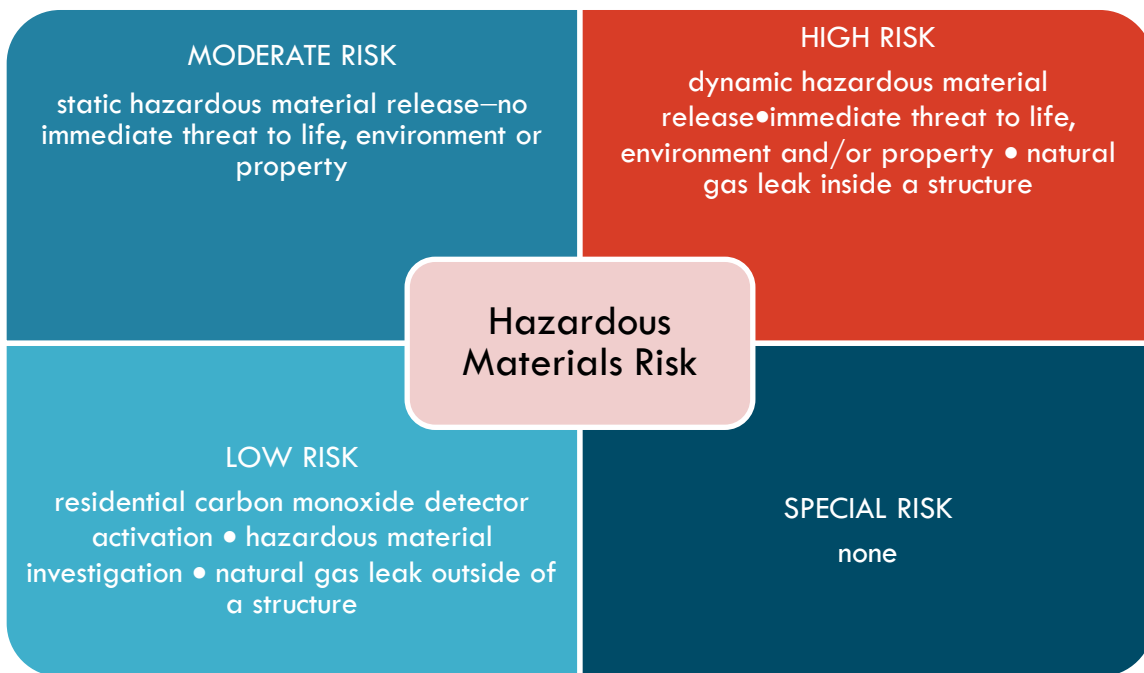 MODERATE RISK
static hazardous material release–no
immediate threat to life, environment or
property
HIGH RISK
dynamic hazardous material
release•immediate threat to life,
environment and/or property • natural
gas leak inside a structure
Hazardous
Materials Risk
LOW RISK
residential carbon monoxide detector
activation • hazardous material
investigation • natural gas leak outside of
a structure
SPECIAL RISK
none